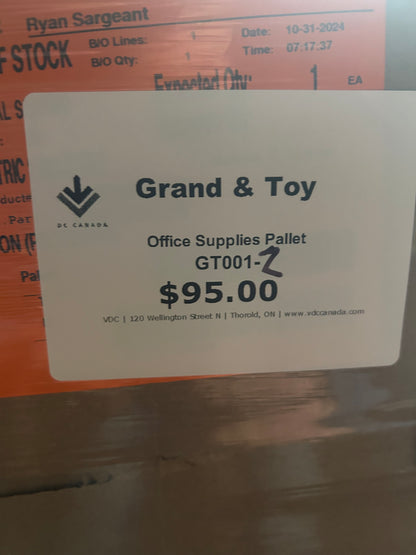 Ryan Sargeant
F STOCK
B/O Lines: 1
Date: 10-31-2024
B/O Qty: 1
Time: 07:17:37
Expected Qty: 1 EA
Grand & Toy
DC CANADA
Office Supplies Pallet
GT001-2
$95.00
VDC | 120 Wellington Street N | Thorold, ON | www.vdccanada.com